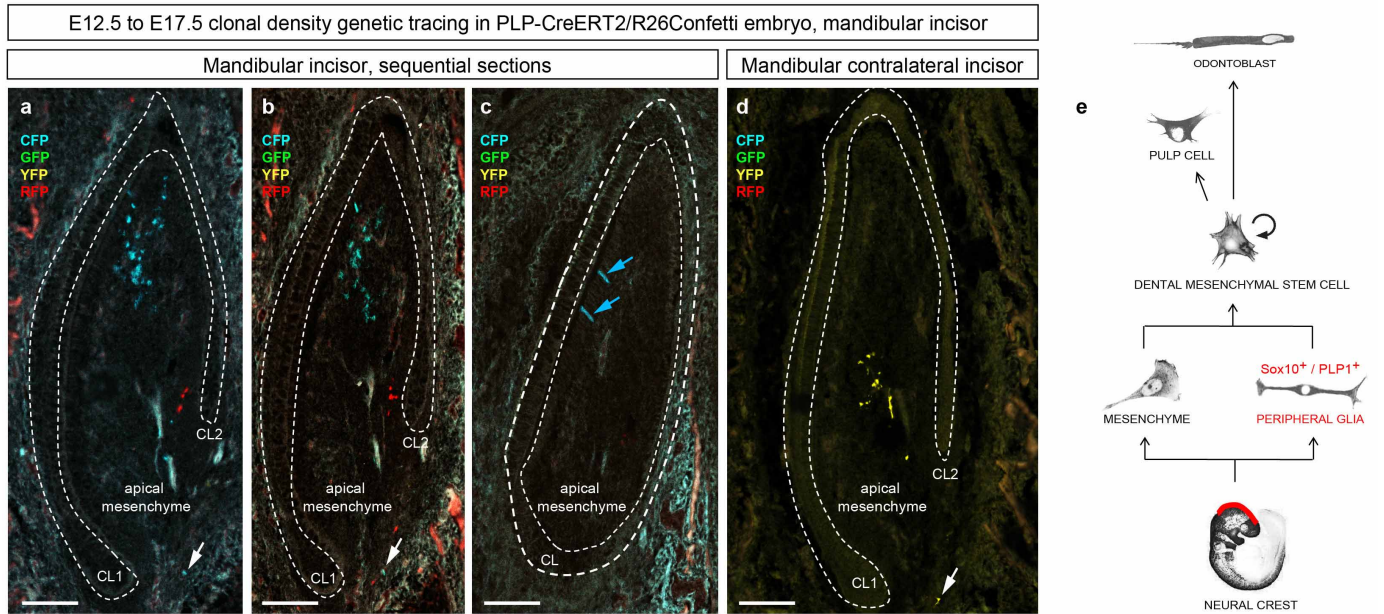 E12.5 to E17.5 clonal density genetic tracing in PLP-CreERT2/R26Confetti embryo, mandibular incisor
Mandibular incisor, sequential sections
Mandibular contralateral incisor
a
CFP
GFP
YFP
RFP
CL2
apical
mesenchyme
CL1
b
CFP
GFP
YFP
RFP
CL2
apical
mesenchyme
CL1
c
CFP
GFP
YFP
RFP
apical
mesenchyme
CL
d
CFP
GFP
YFP
RFP
CL2
apical
mesenchyme
CL1
e
ODONTOBLAST
PULP CELL
DENTAL MESENCHYMAL STEM CELL
Sox10⁺ / PLP1⁺
MESENCHYME
PERIPHERAL GLIA
NEURAL CREST